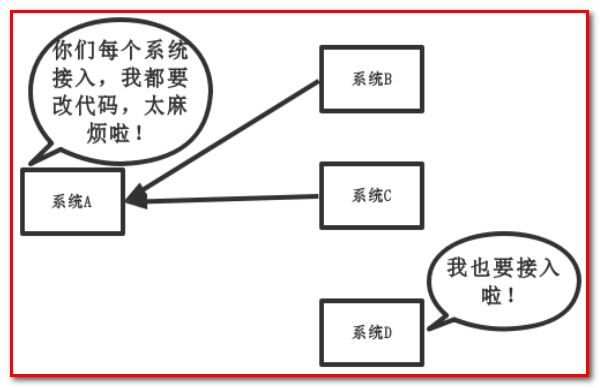 你们每个系统
接入，我都要
改代码，太麻
烦啦！
系统B
系统A
系统C
我也要接入
啦！
系统D